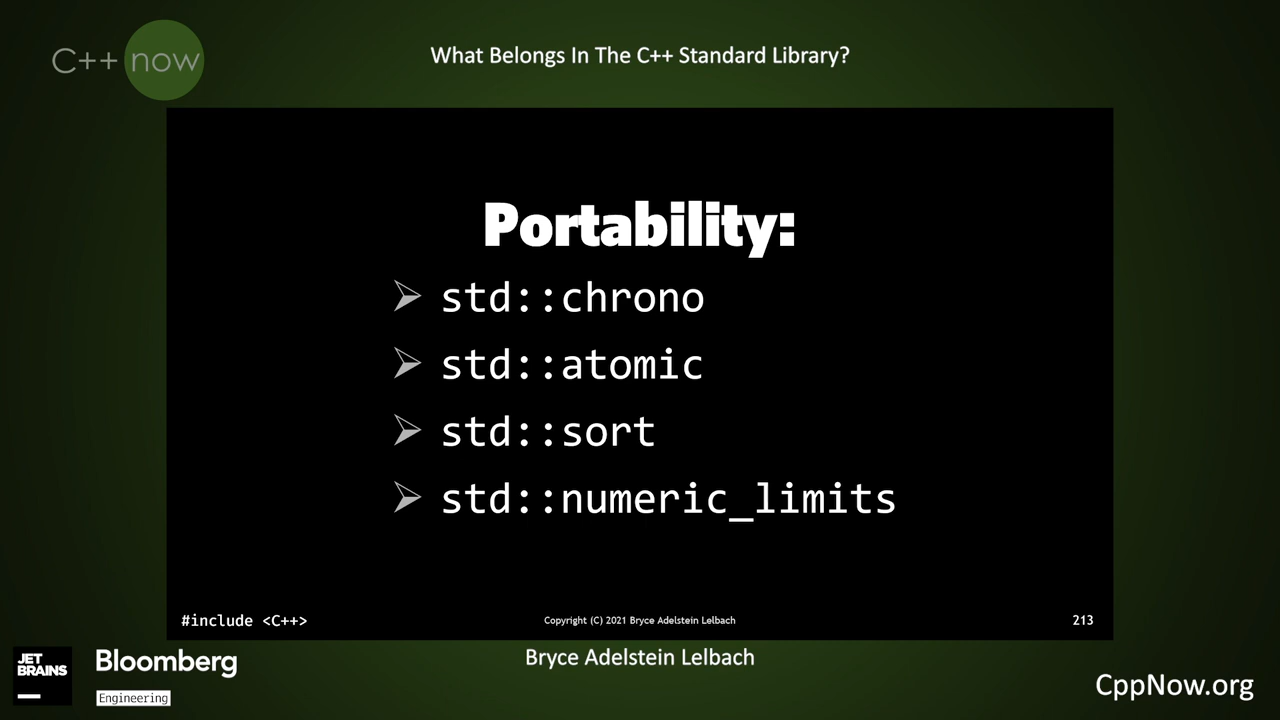 C++ now
What Belongs In The C++ Standard Library?
Portability:
std::chrono
std::atomic
std::sort
std::numeric_limits
#include <C++>
Copyright (C) 2021 Bryce Adelstein Lelbach
213
JET
BRAINS
Bloomberg
Engineering
Bryce Adelstein Lelbach
CppNow.org